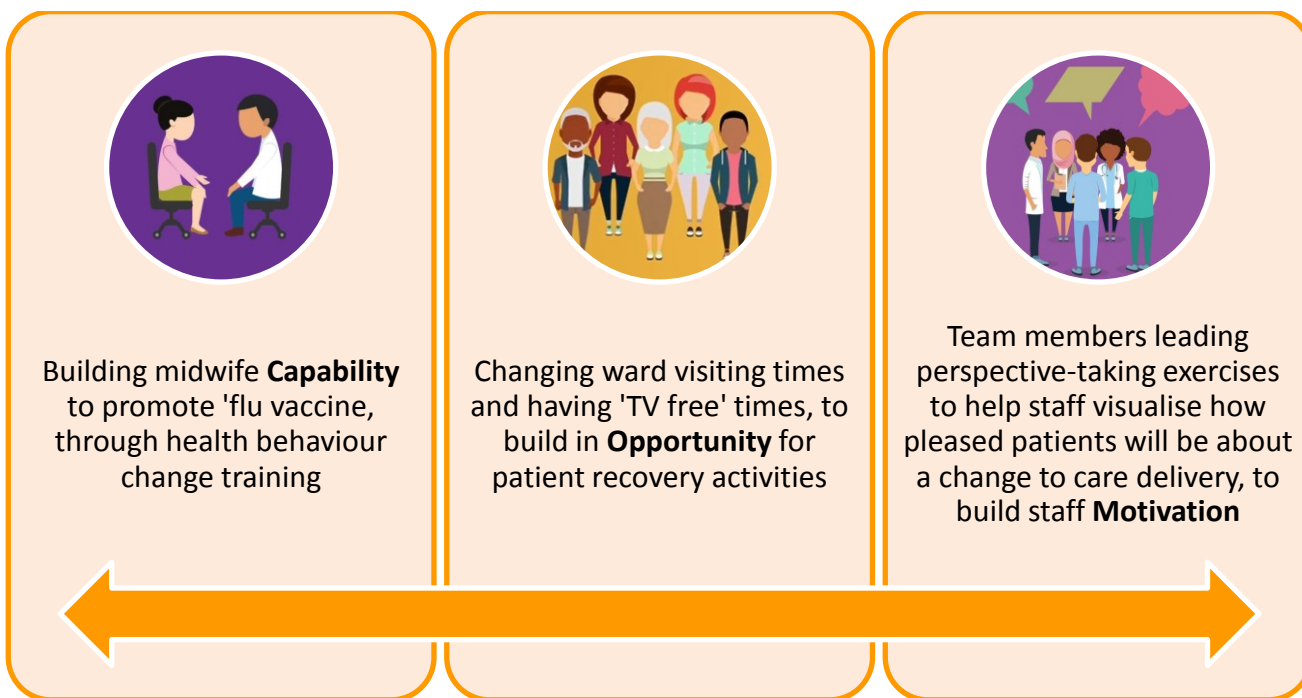 Building midwife Capability
to promote 'flu vaccine,
through health behaviour
change training
Changing ward visiting times
and having 'TV free' times, to
build in Opportunity for
patient recovery activities
Team members leading
perspective-taking exercises
to help staff visualise how
pleased patients will be about
a change to care delivery, to
build staff Motivation